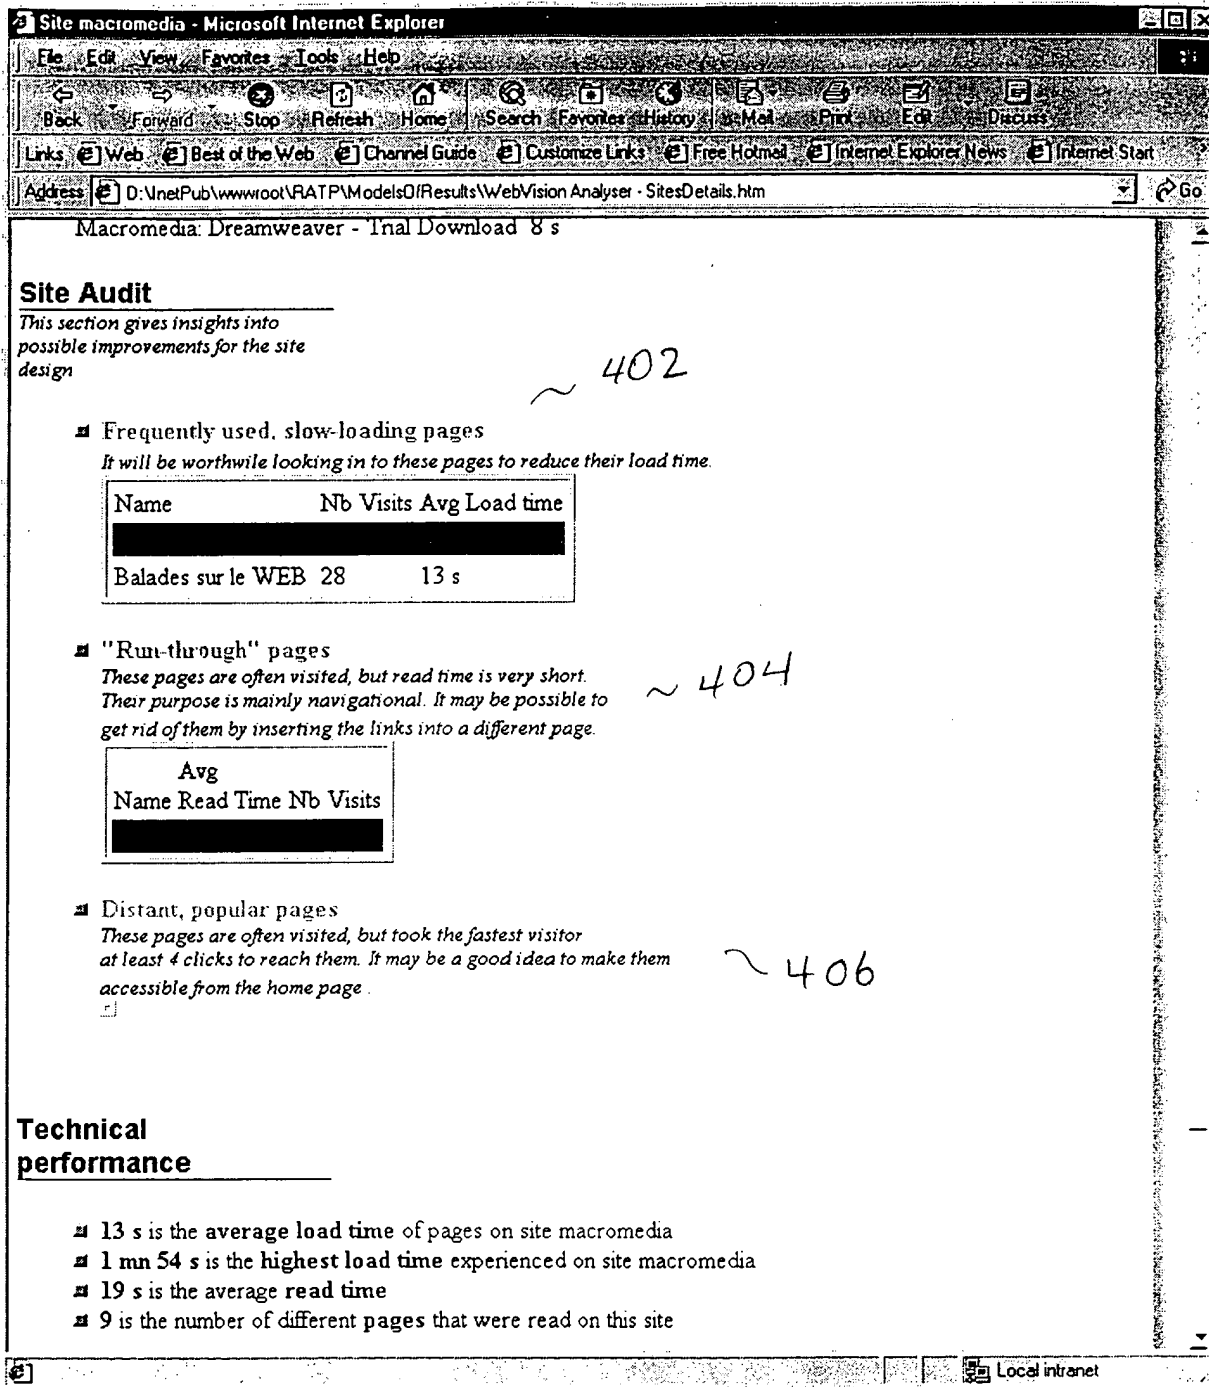 Site macromedia - Microsoft Internet Explorer
File Edit View Favorites Tools Help
Back Forward Stop Refresh Home Search Favorites History Mail Print Edit Discuss
Links Web Best of the Web Channel Guide Customize Links Free Hotmail Internet Explorer News Internet Start
Address D:\InetPub\wwwroot\RATP\ModelsOfResults\WebVision Analyser - SitesDetails.htm Go
Macromedia: Dreamweaver - Trial Download 8 s
Site Audit
This section gives insights into
possible improvements for the site
design
402
Frequently used, slow-loading pages
It will be worthwile looking in to these pages to reduce their load time.
Name Nb Visits Avg Load time
Balades sur le WEB 28 13 s
"Run-through" pages
These pages are often visited, but read time is very short.
Their purpose is mainly navigational. It may be possible to
get rid of them by inserting the links into a different page.
404
Avg
Name Read Time Nb Visits
Distant, popular pages
These pages are often visited, but took the fastest visitor
at least 4 clicks to reach them. It may be a good idea to make them
accessible from the home page .
406
Technical
performance
13 s is the average load time of pages on site macromedia
1 mn 54 s is the highest load time experienced on site macromedia
19 s is the average read time
9 is the number of different pages that were read on this site
Local intranet